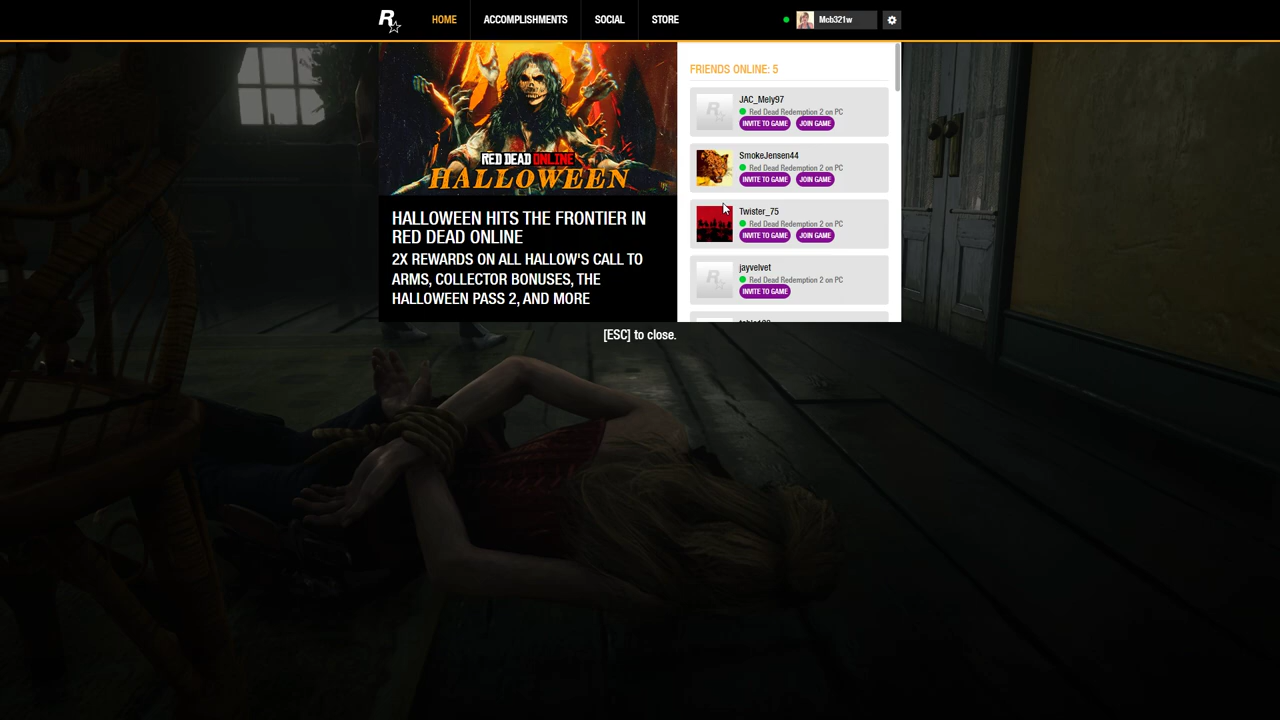 R
HOME
ACCOMPLISHMENTS
SOCIAL
STORE
Mcb321w
RED DEAD ONLINE
HALLOWEEN
HALLOWEEN HITS THE FRONTIER IN
RED DEAD ONLINE
2X REWARDS ON ALL HALLOW'S CALL TO
ARMS, COLLECTOR BONUSES, THE
HALLOWEEN PASS 2, AND MORE
FRIENDS ONLINE: 5
JAC_Mely97
Red Dead Redemption 2 on PC
INVITE TO GAME JOIN GAME
SmokeJensen44
Red Dead Redemption 2 on PC
INVITE TO GAME JOIN GAME
Twister_75
Red Dead Redemption 2 on PC
INVITE TO GAME JOIN GAME
jayvelvet
Red Dead Redemption 2 on PC
INVITE TO GAME
[ESC] to close.